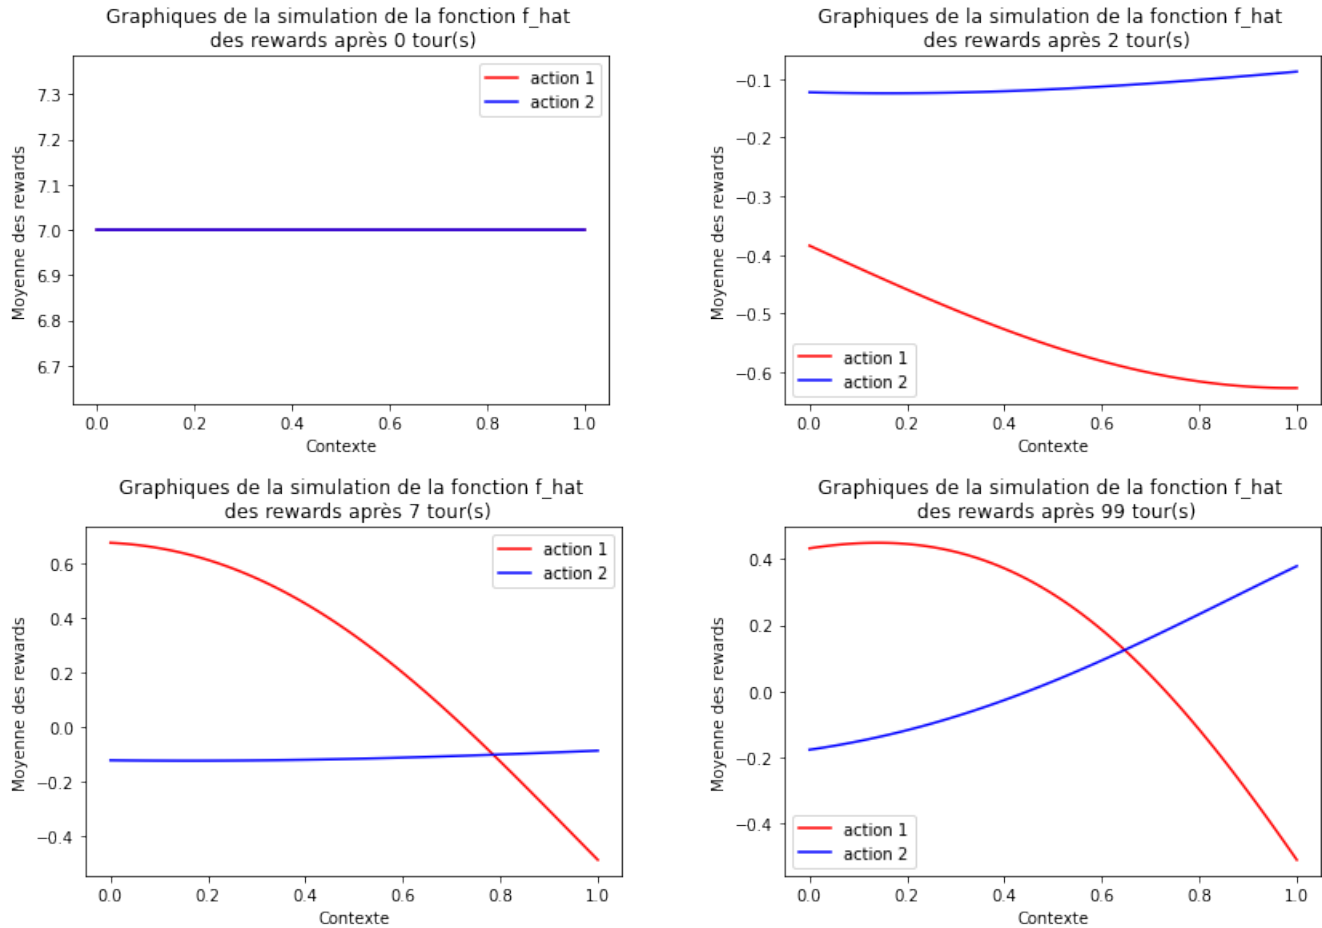 Graphiques de la simulation de la fonction f_hat
des rewards après 0 tour(s)
7.3
7.2
7.1
7.0
6.9
6.8
6.7
Moyenne des rewards
action 1
action 2
0.0 0.2 0.4 0.6 0.8 1.0
Contexte
Graphiques de la simulation de la fonction f_hat
des rewards après 2 tour(s)
−0.1
−0.2
−0.3
−0.4
−0.5
−0.6
Moyenne des rewards
action 1
action 2
0.0 0.2 0.4 0.6 0.8 1.0
Contexte
Graphiques de la simulation de la fonction f_hat
des rewards après 7 tour(s)
0.6
0.4
0.2
0.0
−0.2
−0.4
Moyenne des rewards
action 1
action 2
0.0 0.2 0.4 0.6 0.8 1.0
Contexte
Graphiques de la simulation de la fonction f_hat
des rewards après 99 tour(s)
0.4
0.2
0.0
−0.2
−0.4
Moyenne des rewards
action 1
action 2
0.0 0.2 0.4 0.6 0.8 1.0
Contexte